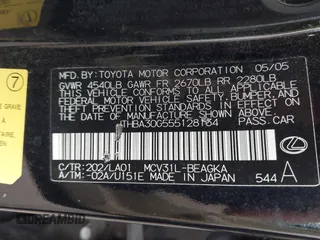 7
E GRAVE
MFD. BY: TOYOTA MOTOR CORPORATION 05/05
GVWR 4540LB GAWR FR 2670LB RR 2280LB
THIS VEHICLE CONFORMS TO ALL APPLICABLE
FEDERAL MOTOR VEHICLE SAFETY, BUMPER, AND
THEFT PREVENTION STANDARDS IN EFFECT ON
THE DATE OF MANUFACTURE SHOWN ABOVE.
PASS.CAR
C/TR: 202/LA01 MCV31L-BEAGKA
A/TM: -02A/U151E MADE IN JAPAN
544 A